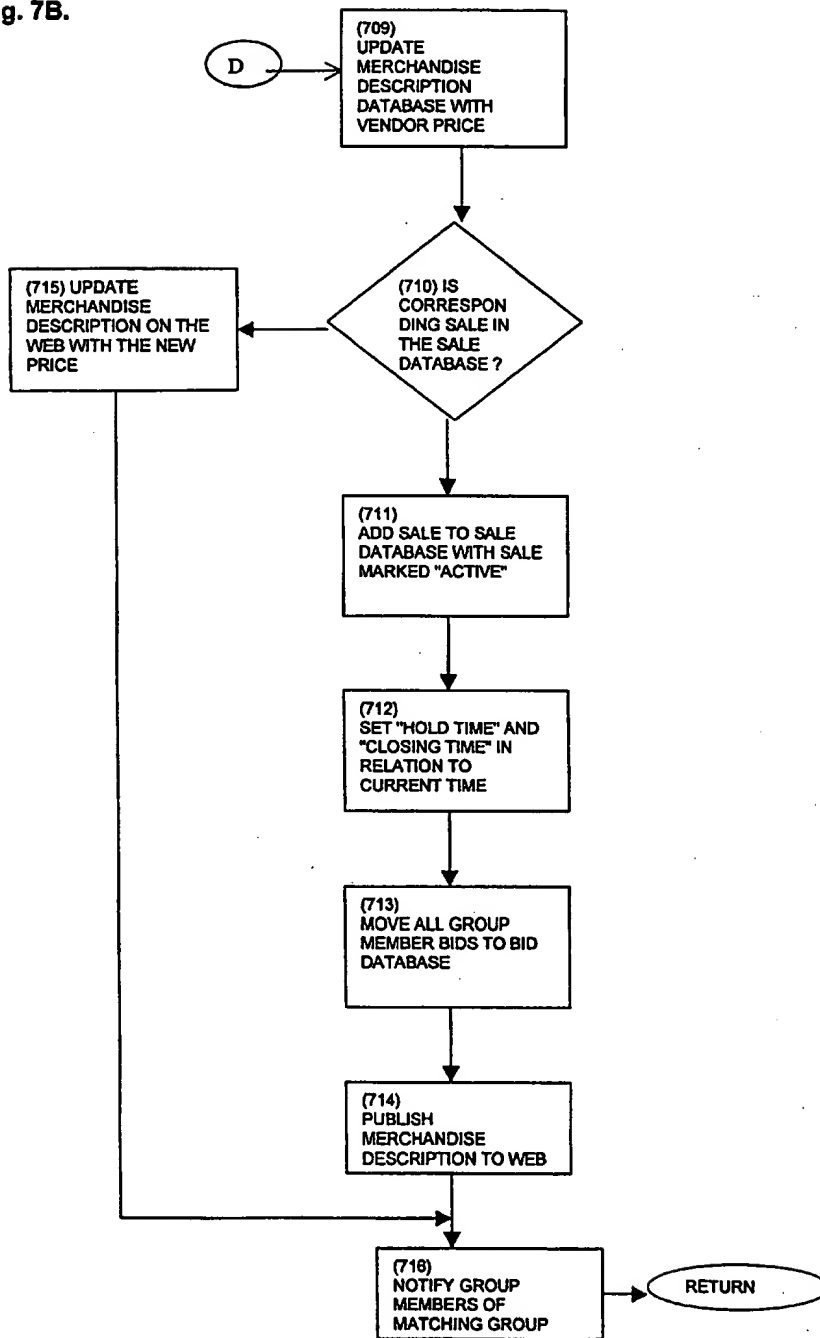 g. 7B.
D
(709)
UPDATE
MERCHANDISE
DESCRIPTION
DATABASE WITH
VENDOR PRICE
(710) IS
CORRESPON
DING SALE IN
THE SALE
DATABASE ?
(715) UPDATE
MERCHANDISE
DESCRIPTION ON THE
WEB WITH THE NEW
PRICE
(711)
ADD SALE TO SALE
DATABASE WITH SALE
MARKED "ACTIVE"
(712)
SET "HOLD TIME" AND
"CLOSING TIME" IN
RELATION TO
CURRENT TIME
(713)
MOVE ALL GROUP
MEMBER BIDS TO BID
DATABASE
(714)
PUBLISH
MERCHANDISE
DESCRIPTION TO WEB
(716)
NOTIFY GROUP
MEMBERS OF
MATCHING GROUP
RETURN